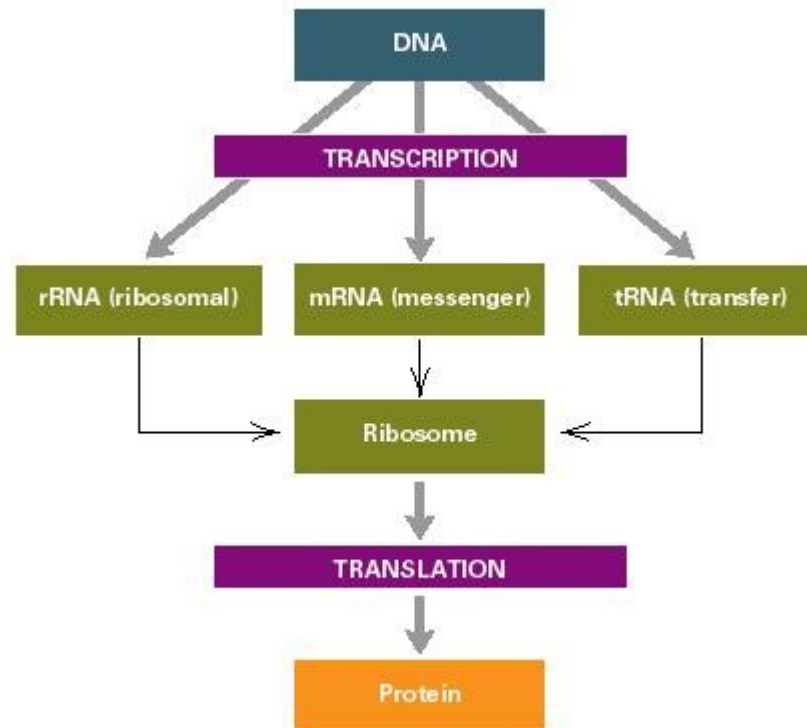 DNA
TRANSCRIPTION
rRNA (ribosomal)
mRNA (messenger)
tRNA (transfer)
Ribosome
TRANSLATION
Protein